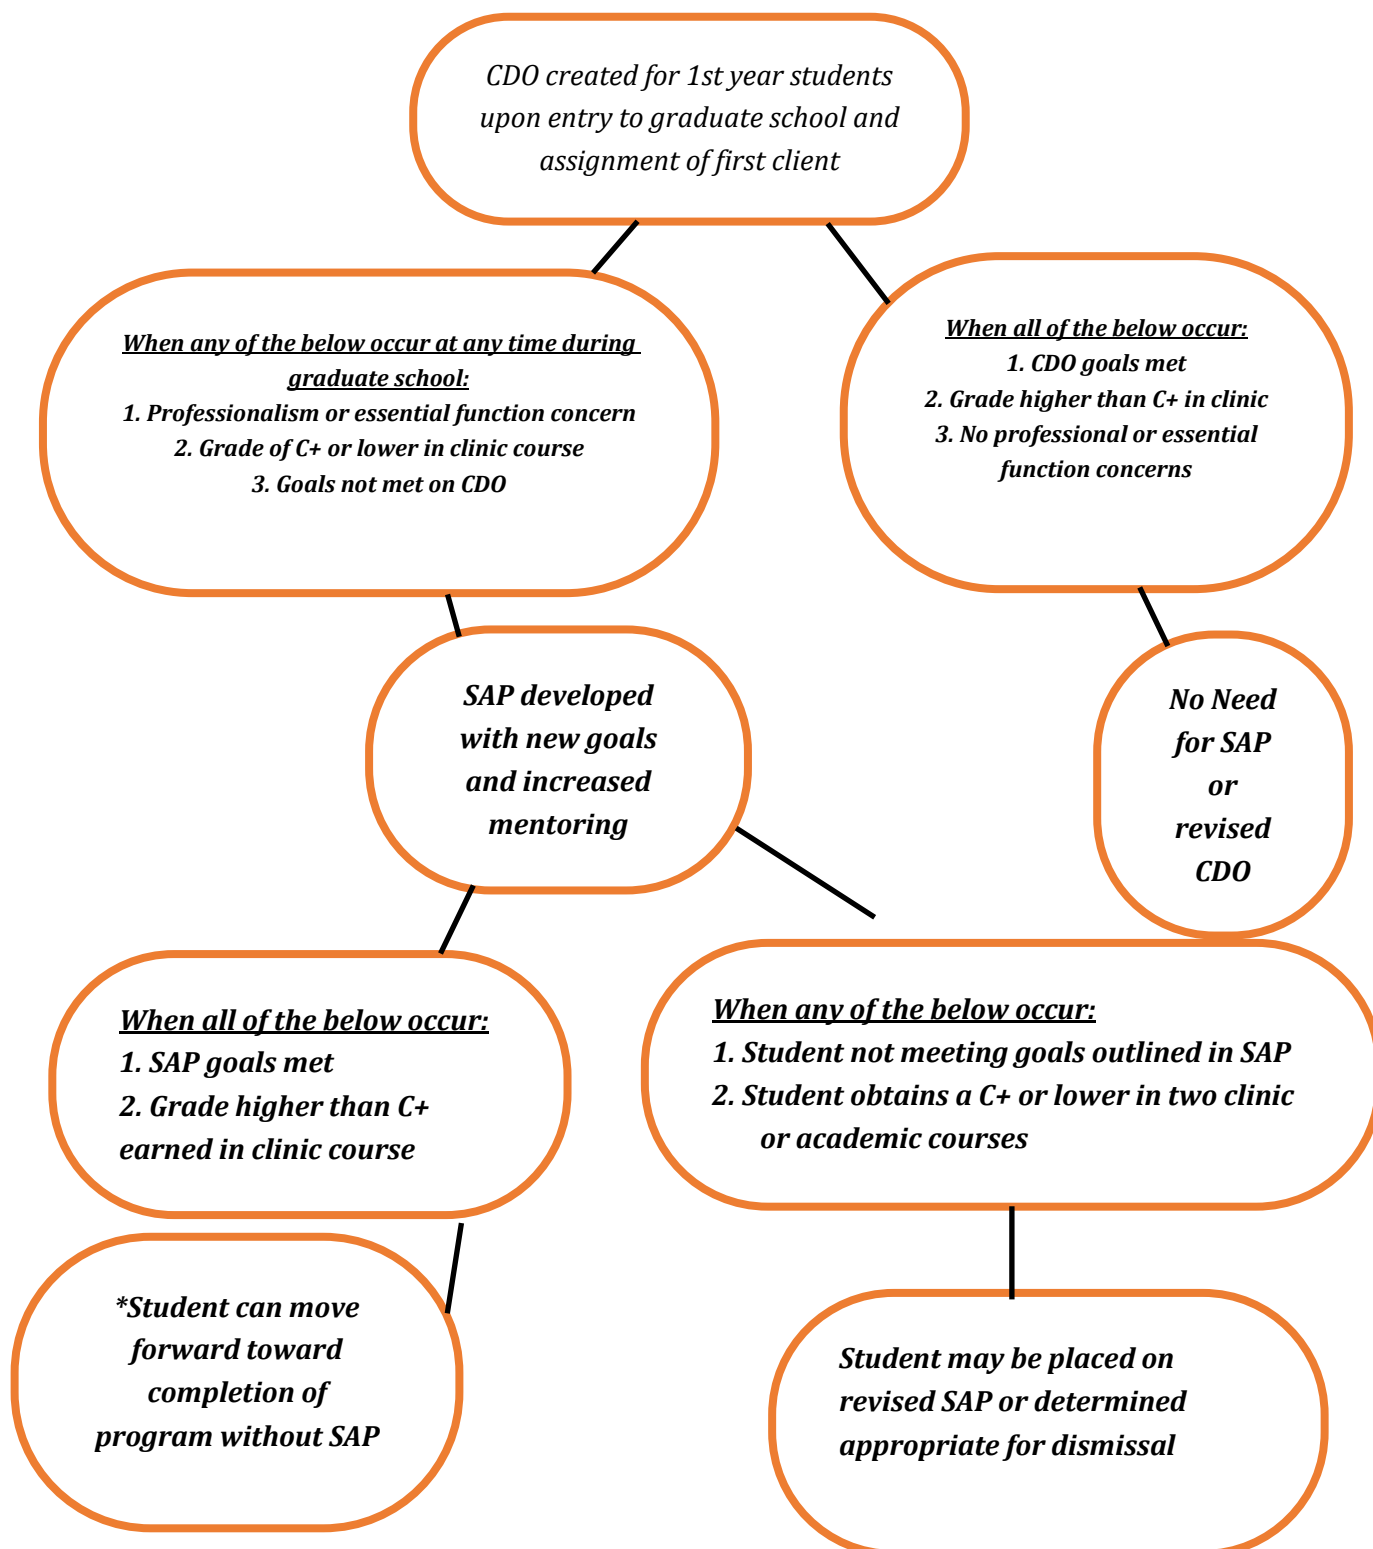 CDO created for 1st year students
upon entry to graduate school and
assignment of first client
When any of the below occur at any time during
graduate school:
1. Professionalism or essential function concern
2. Grade of C+ or lower in clinic course
3. Goals not met on CDO
When all of the below occur:
1. CDO goals met
2. Grade higher than C+ in clinic
3. No professional or essential
function concerns
SAP developed
with new goals
and increased
mentoring
No Need
for SAP
or
revised
CDO
When all of the below occur:
1. SAP goals met
2. Grade higher than C+
earned in clinic course
When any of the below occur:
1. Student not meeting goals outlined in SAP
2. Student obtains a C+ or lower in two clinic
or academic courses
*Student can move
forward toward
completion of
program without SAP
Student may be placed on
revised SAP or determined
appropriate for dismissal